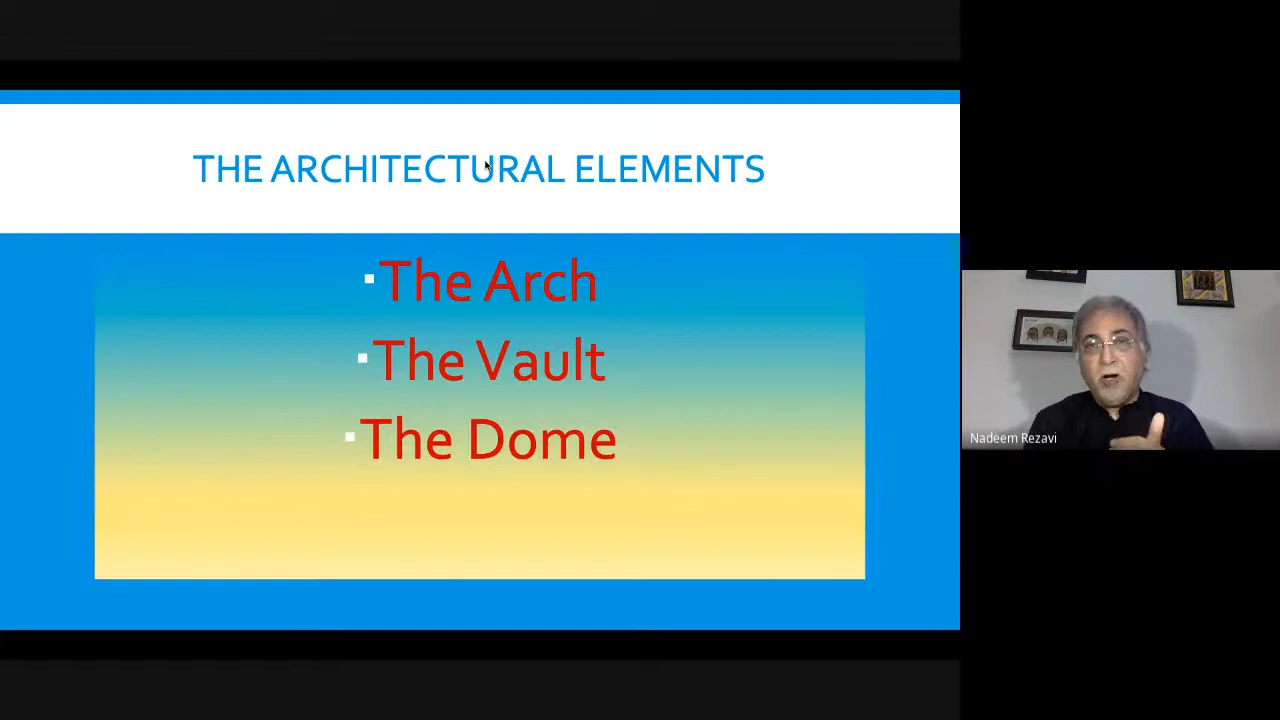 THE ARCHITECTURAL ELEMENTS
The Arch
The Vault
The Dome
Nadeem Rezavi